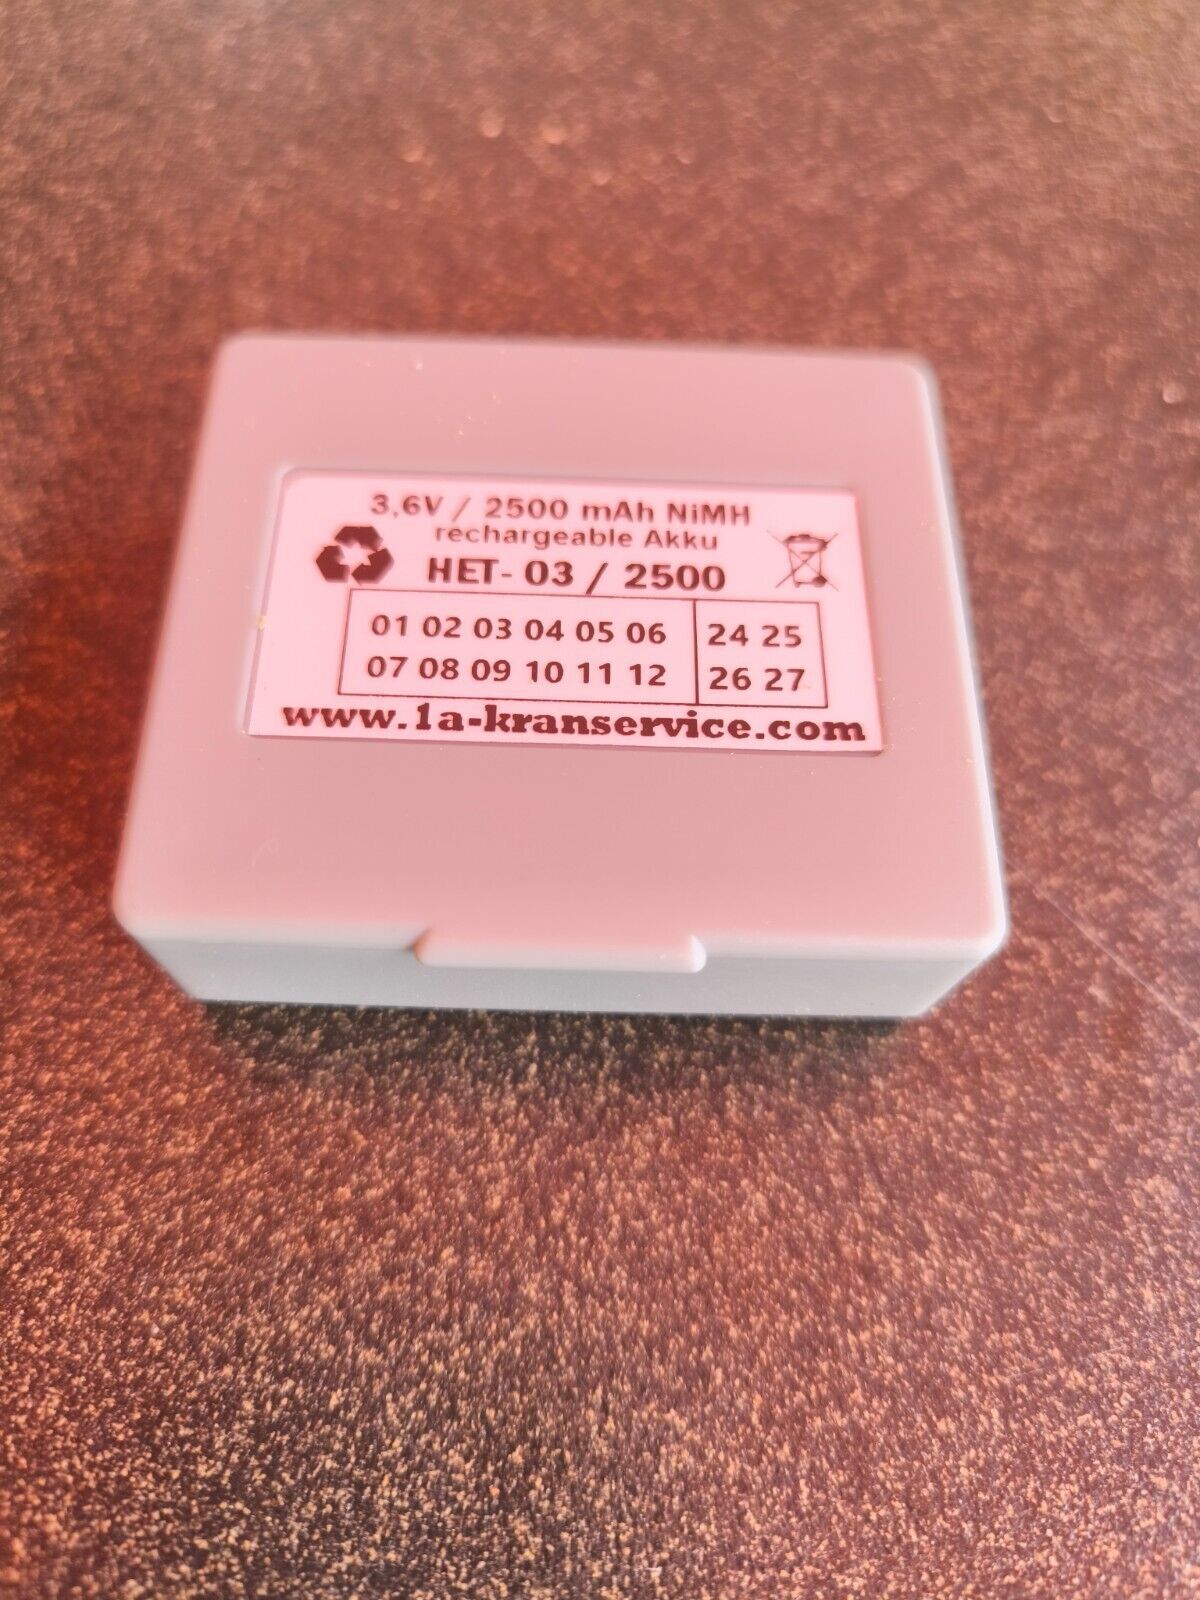 3,6V / 2500 mAh NiMH
rechargeable Akku
HET- 03 / 2500
01 02 03 04 05 06 24 25
07 08 09 10 11 12 26 27
www.1a-kranservice.com